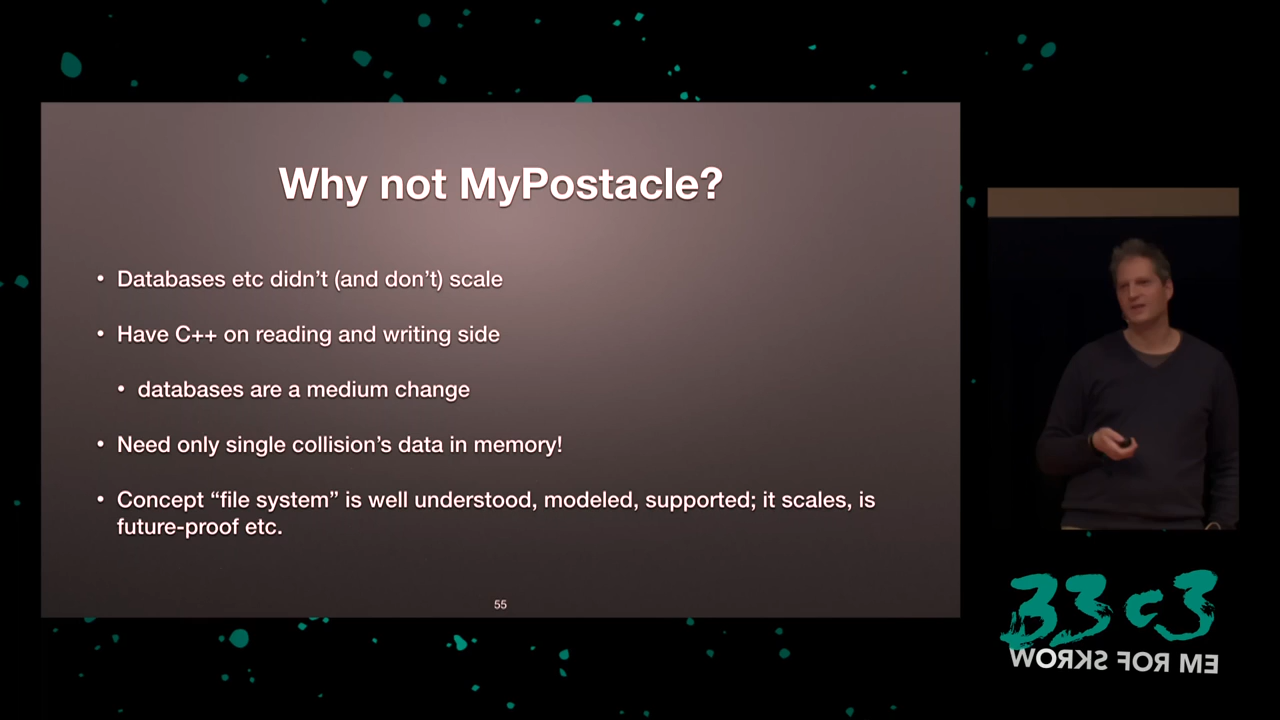 Why not MyPostacle?
• Databases etc didn’t (and don’t) scale
• Have C++ on reading and writing side
• databases are a medium change
• Need only single collision’s data in memory!
• Concept “file system” is well understood, modeled, supported; it scales, is
future-proof etc.
55
33c3
WORKS FOR ME